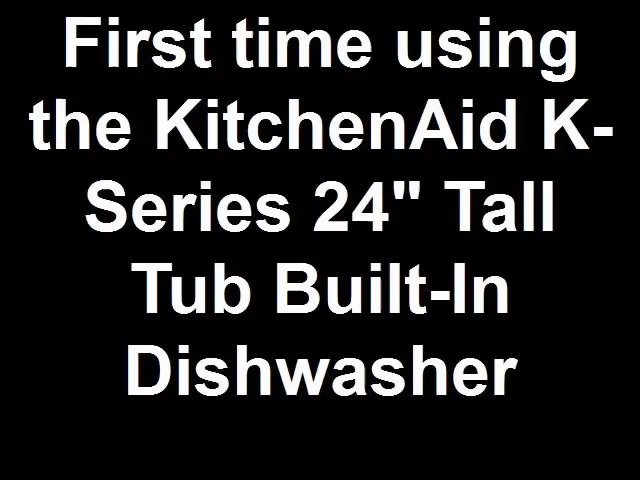 First time using
the KitchenAid K-
Series 24" Tall
Tub Built-In
Dishwasher